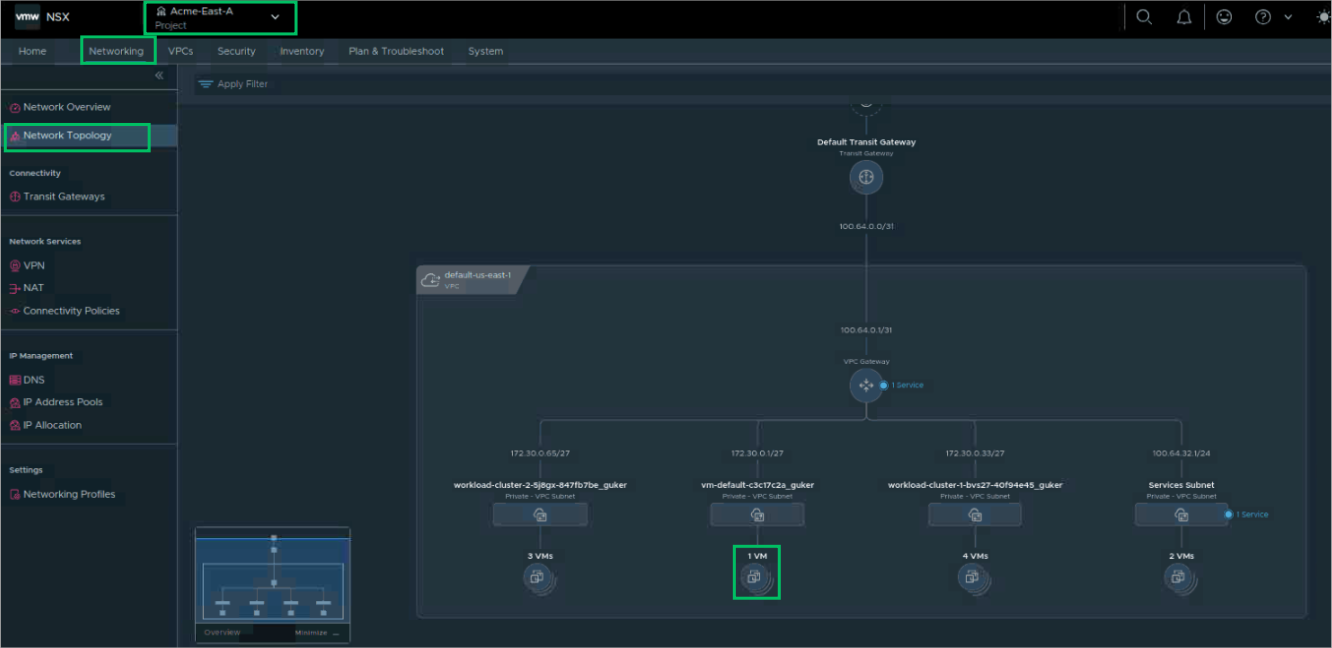 vmw NSX
Acme-East-A
Project
Home Networking VPCs Security Inventory Plan & Troubleshoot System
Apply Filter
Network Overview
Network Topology
Connectivity
Transit Gateways
Network Services
VPN
NAT
Connectivity Policies
IP Management
DNS
IP Address Pools
IP Allocation
Settings
Networking Profiles
Default Transit Gateway
Transit Gateway
100.64.0.0/31
default-us-east-1
VPC
100.64.0.1/31
VPC Gateway
1 Service
172.30.0.65/27 172.30.0.1/27 172.30.0.33/27 100.64.32.1/24
workload-cluster-2-5j8gx-847fb7be_guker vm-default-c3c17c2a_guker workload-cluster-1-bvs27-40f94e45_guker Services Subnet
Private - VPC Subnet Private - VPC Subnet Private - VPC Subnet Private - VPC Subnet
1 Service
3 VMs 1 VM 4 VMs 2 VMs
Overview Minimize